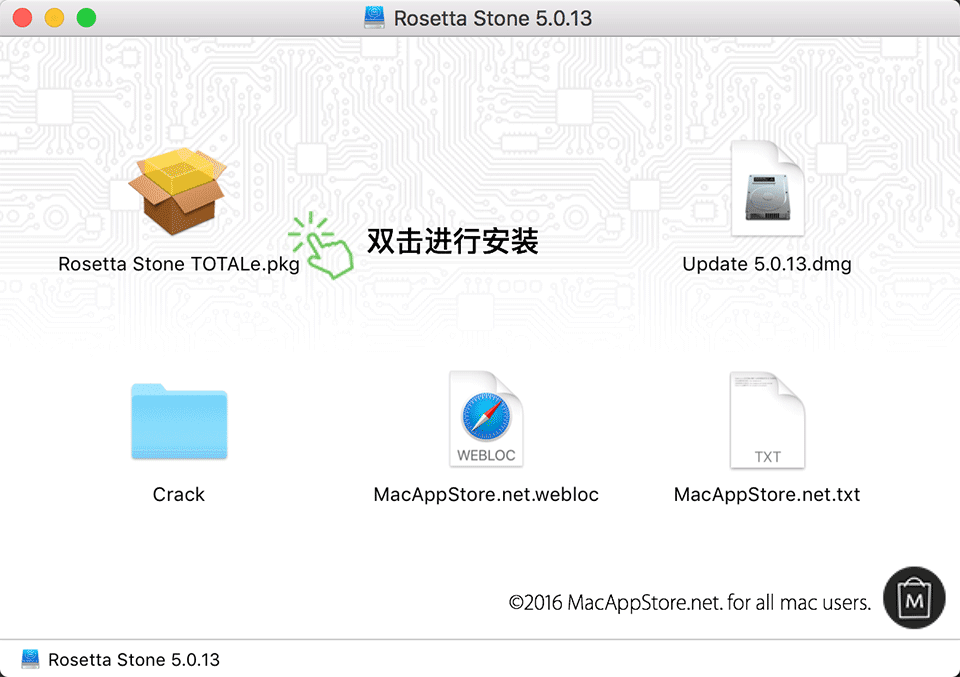 Rosetta Stone 5.0.13
双击进行安装
Rosetta Stone TOTALe.pkg
Update 5.0.13.dmg
WEBLOC
TXT
Crack
MacAppStore.net.webloc
MacAppStore.net.txt
©2016 MacAppStore.net. for all mac users.
M
Rosetta Stone 5.0.13